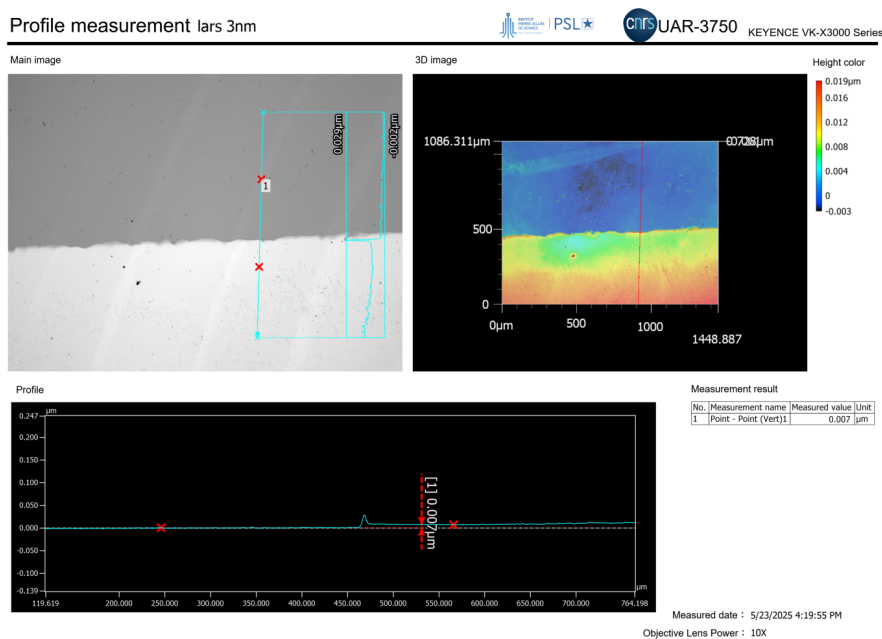 Profile measurement lars 3nm
PSL
cnrs UAR-3750 KEYENCE VK-X3000 Series
Main image
3D image
Height color
0.029µm
1
1086.311µm
500
0
0µm
500
1000
1448.887
0.019µm
0.016
0.012
0.008
0.004
0
-0.003
Profile
µm
0.247
0.200
0.150
0.100
0.050
0.000
-0.050
-0.100
-0.139
[1] 0.007µm
µm
119.619 200.000 250.000 300.000 350.000 400.000 450.000 500.000 550.000 600.000 650.000 700.000 764.198
Measurement result
No. Measurement name Measured value Unit
1 Point - Point (Vert)1 0.007 µm
Measured date : 5/23/2025 4:19:55 PM
Objective Lens Power : 10X